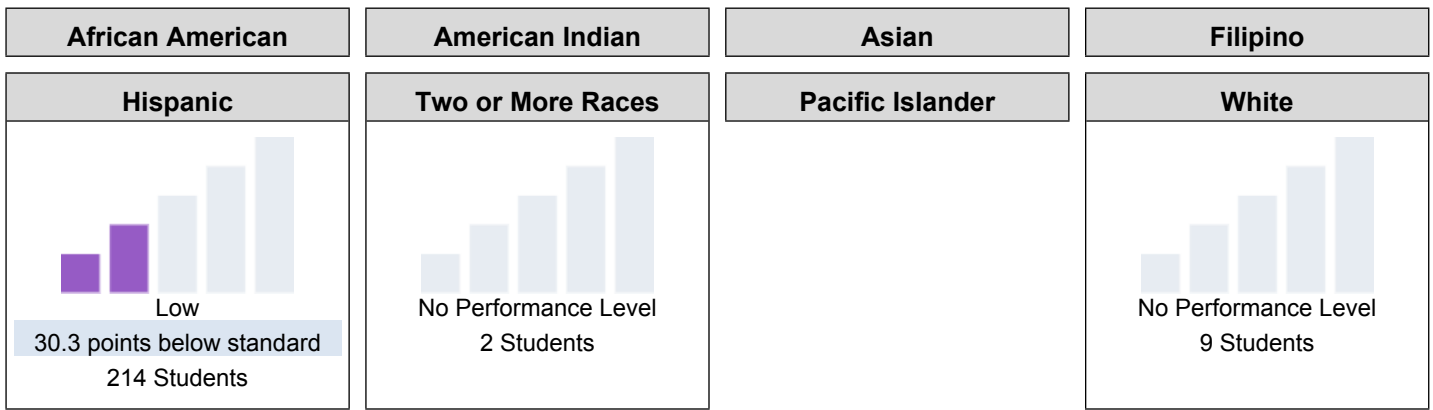 African American
American Indian
Asian
Filipino
Hispanic
Low
30.3 points below standard
214 Students
Two or More Races
No Performance Level
2 Students
Pacific Islander
White
No Performance Level
9 Students